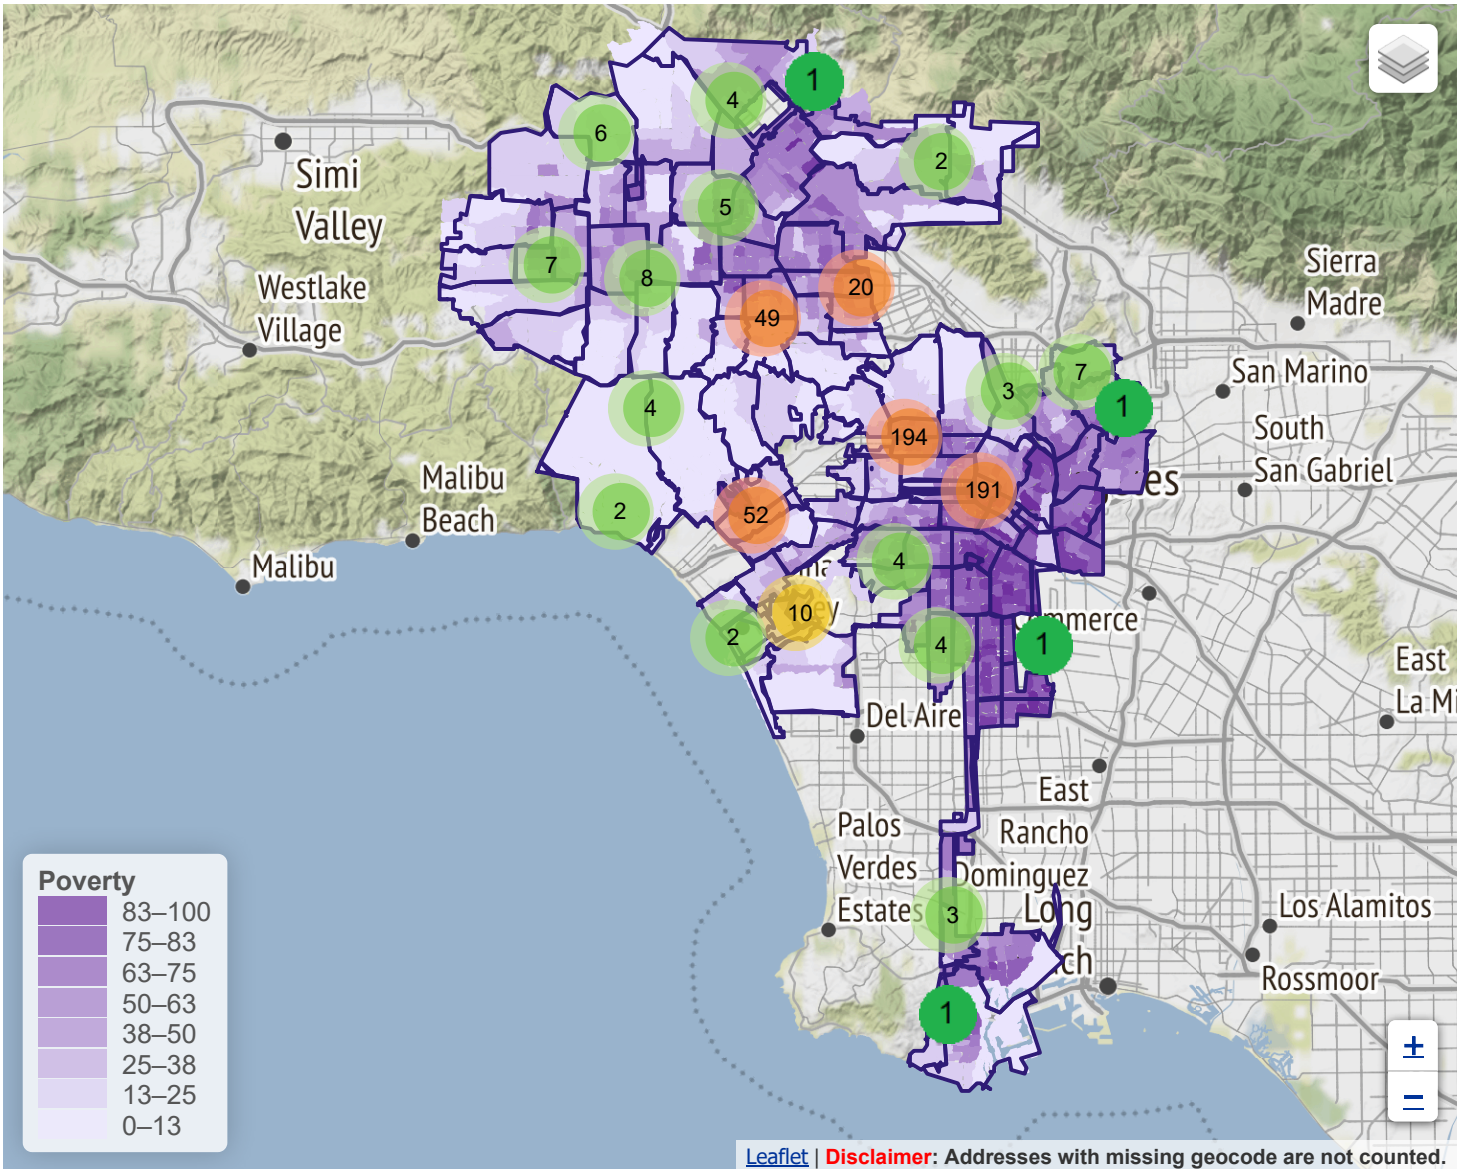 1
4
6
2
Simi
Valley
5
7
8
20
49
Westlake
Village
Sierra
Madre
7
3
San Marino
1
4
194
South
San Gabriel
Malibu
Beach
191
es
2
52
Malibu
4
10
ey
2
4
1
Commerce
East
La Mi
Del Aire
East
Rancho
Dominguez
Palos
Verdes
Estates
3
Long
ch
Los Alamitos
Rossmoor
1
Poverty
83–100
75–83
63–75
50–63
38–50
25–38
13–25
0–13
+
–
Leaflet | Disclaimer: Addresses with missing geocode are not counted.